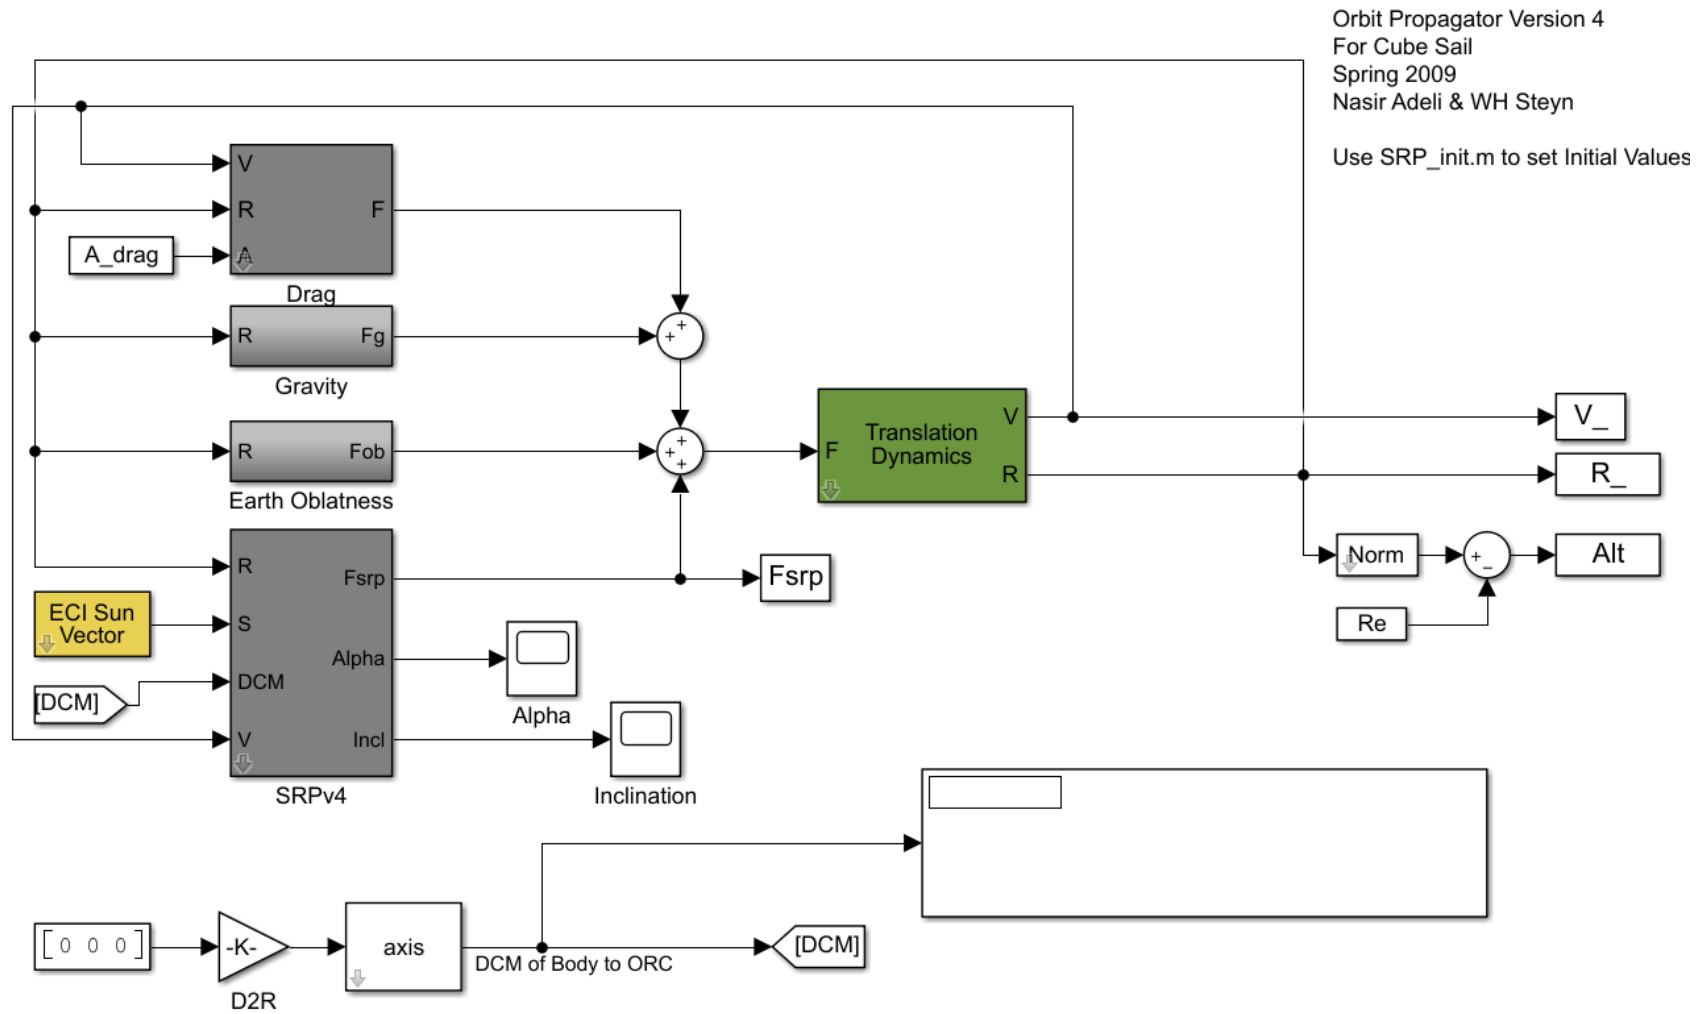 Orbit Propagator Version 4
For Cube Sail
Spring 2009
Nasir Adeli & WH Steyn
Use SRP_init.m to set Initial Values
V
R
F
A_drag
A
Drag
R
Fg
+
+
Gravity
R
Fob
+
+
+
Earth Oblatness
F
Translation
Dynamics
V
R
V_
R_
Norm
+
_
Alt
Re
R
Fsrp
Fsrp
ECI Sun
Vector
S
Alpha
Alpha
[DCM]
DCM
V
Incl
Inclination
SRPv4
[ 0 0 0 ]
-K-
D2R
axis
DCM of Body to ORC
[DCM]